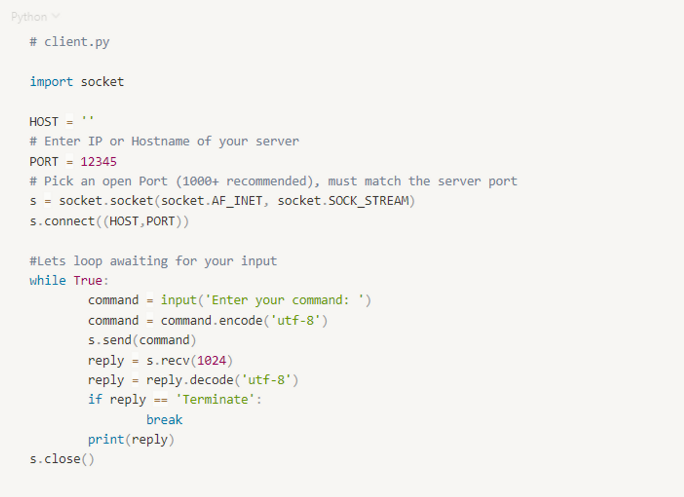 Python
# client.py
import socket
HOST = ''
# Enter IP or Hostname of your server
PORT = 12345
# Pick an open Port (1000+ recommended), must match the server port
s = socket.socket(socket.AF_INET, socket.SOCK_STREAM)
s.connect((HOST,PORT))
#Lets loop awaiting for your input
while True:
        command = input('Enter your command: ')
        command = command.encode('utf-8')
        s.send(command)
        reply = s.recv(1024)
        reply = reply.decode('utf-8')
        if reply == 'Terminate':
                break
        print(reply)
s.close()